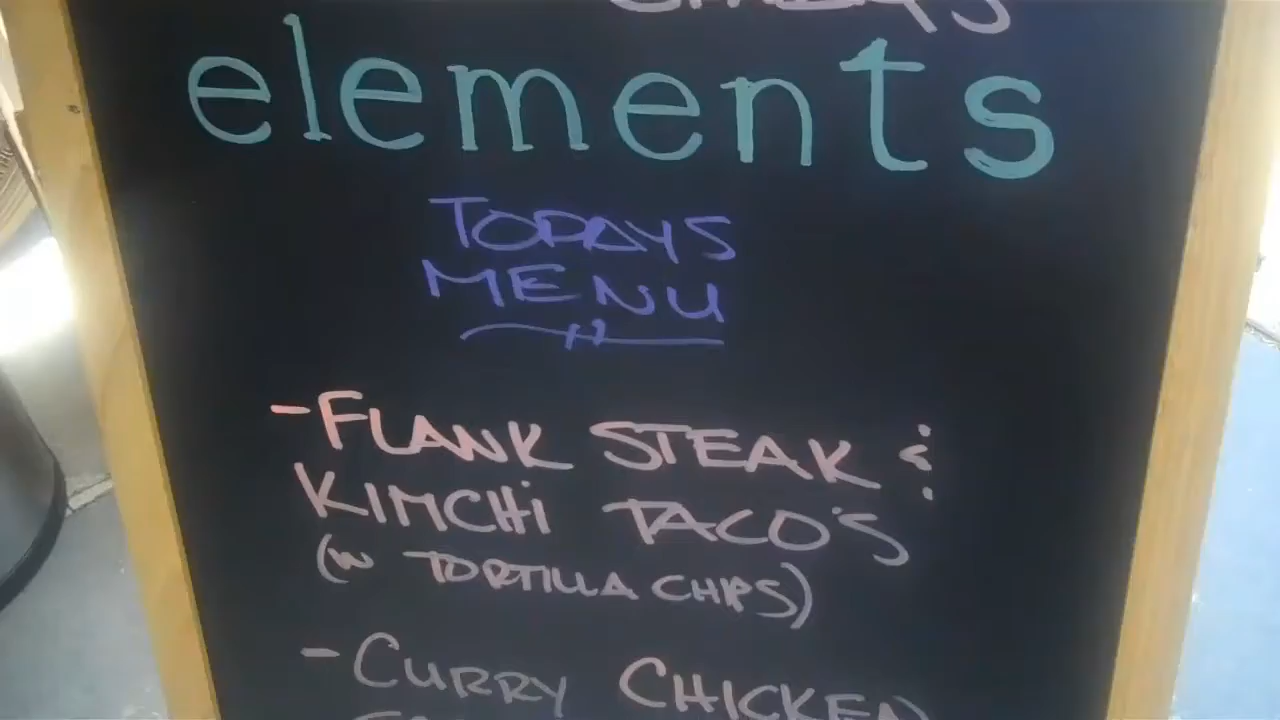 elements
TODAYS
MENU
- FLANK STEAK &
KIMCHi TACO'S
(W TORTILLA CHIPS)
- CURRY CHICKEN